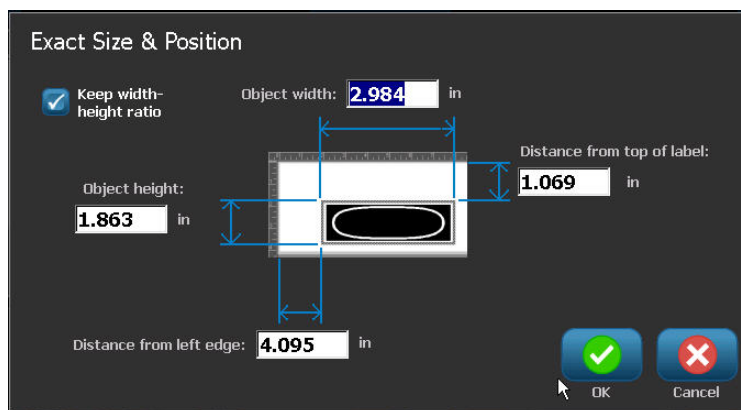 Exact Size & Position
Keep width-
height ratio
Object width: 2.984 in
Distance from top of label:
1.069 in
Object height:
1.863 in
Distance from left edge: 4.095 in
OK
Cancel